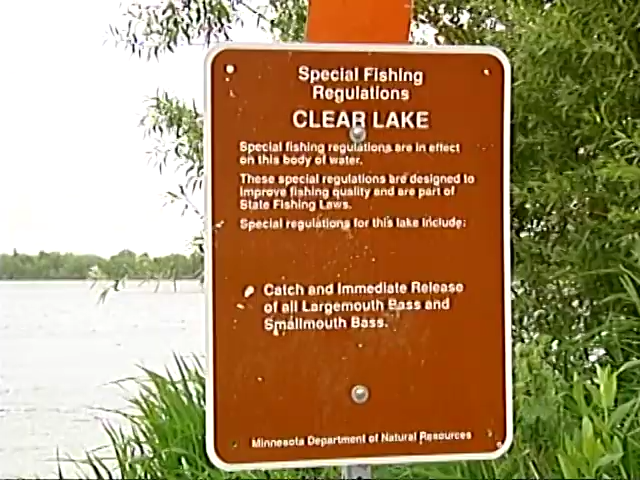 Special Fishing
Regulations
CLEAR LAKE
Special fishing regulations are in effect
on this body of water.
These special regulations are designed to
improve fishing quality and are part of
State Fishing Laws.
Special regulations for this lake include:
Catch and Immediate Release
of all Largemouth Bass and
Smallmouth Bass.
Minnesota Department of Natural Resources